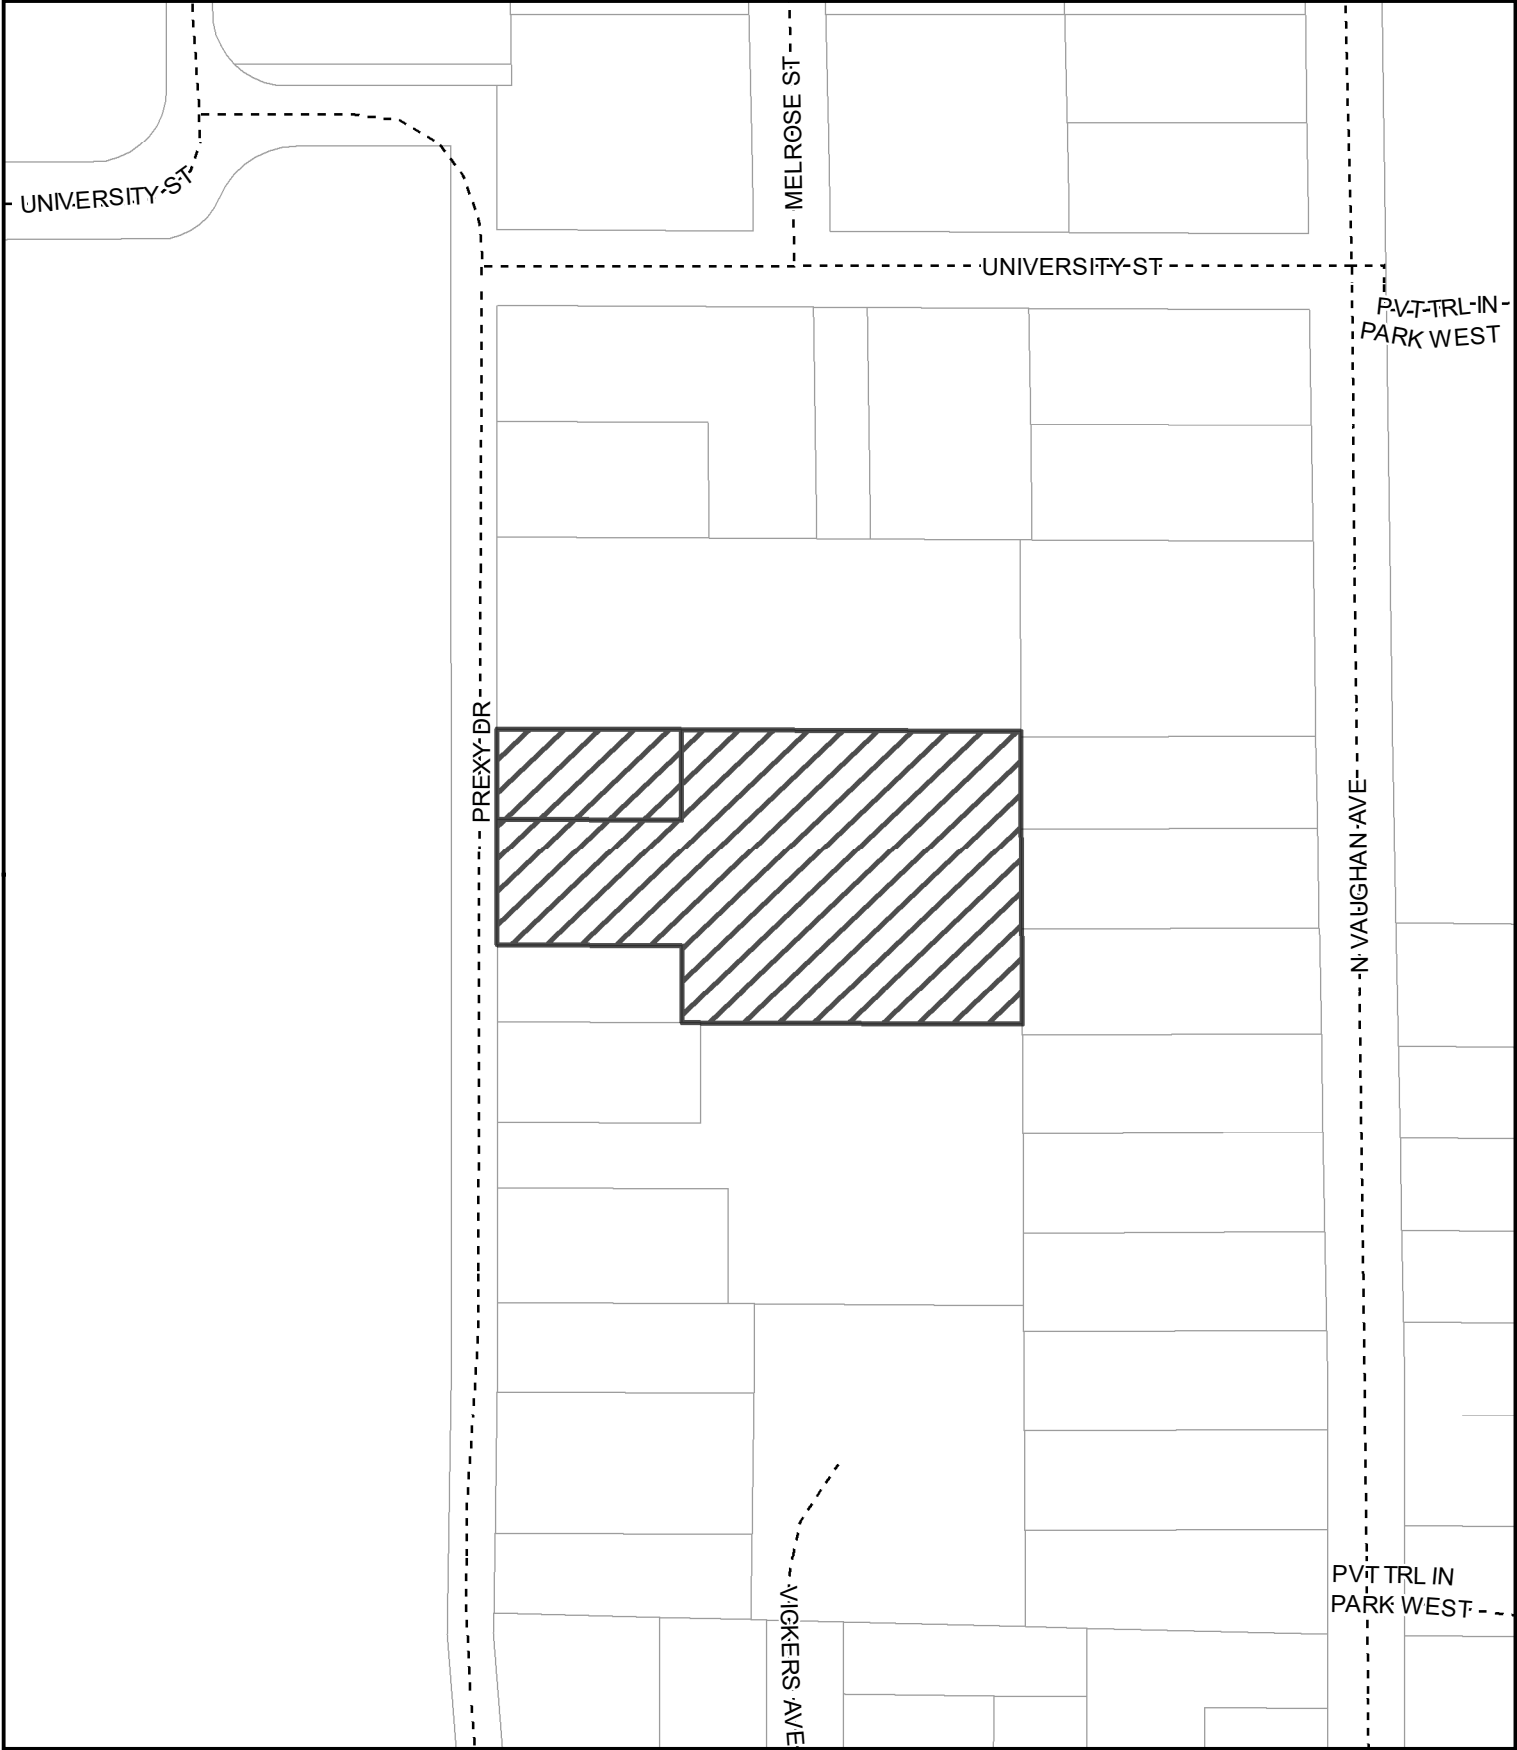 MELROSE ST
UNIVERSITY ST
UNIVERSITY ST
PVT TRL IN
PARK WEST
PREXY DR
N VAUGHAN AVE
PVT TRL IN
PARK WEST
VICKERS AVE